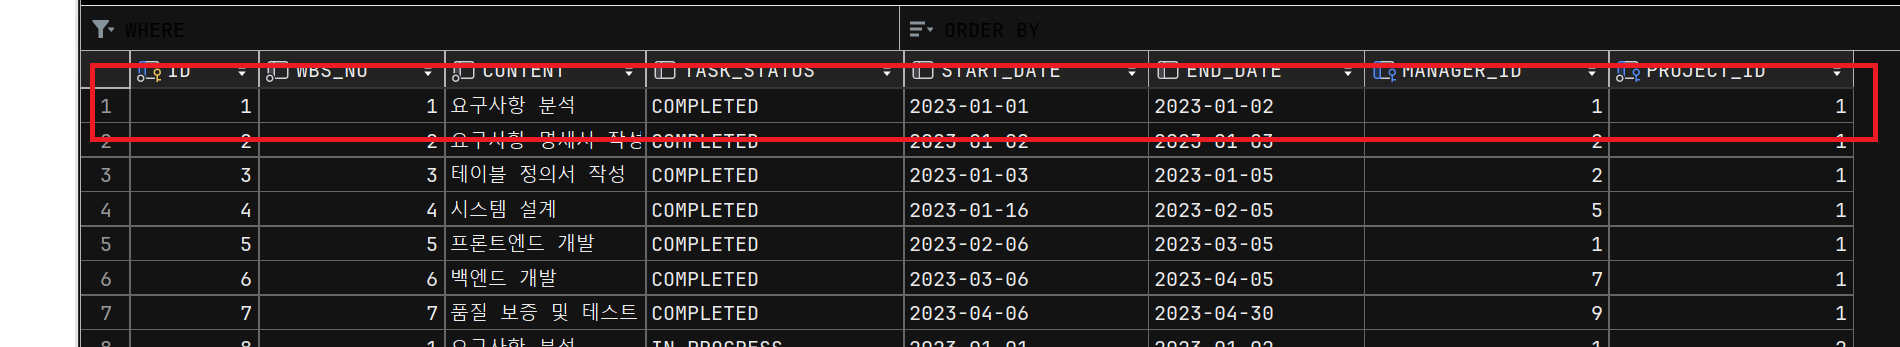 WHERE ORDER BY
ID WBS_NO CONTENT TASK_STATUS START_DATE END_DATE MANAGER_ID PROJECT_ID
1 1 1 요구사항 분석 COMPLETED 2023-01-01 2023-01-02 1 1
2 2 2 요구사항 명세서 작성 COMPLETED 2023-01-02 2023-01-03 2 1
3 3 3 테이블 정의서 작성 COMPLETED 2023-01-03 2023-01-05 2 1
4 4 4 시스템 설계 COMPLETED 2023-01-16 2023-02-05 5 1
5 5 5 프론트엔드 개발 COMPLETED 2023-02-06 2023-03-05 1 1
6 6 6 백엔드 개발 COMPLETED 2023-03-06 2023-04-05 7 1
7 7 7 품질 보증 및 테스트 COMPLETED 2023-04-06 2023-04-30 9 1
8 8 1 요구사항 분석 IN_PROGRESS 2023-01-01 2023-01-02 1 2